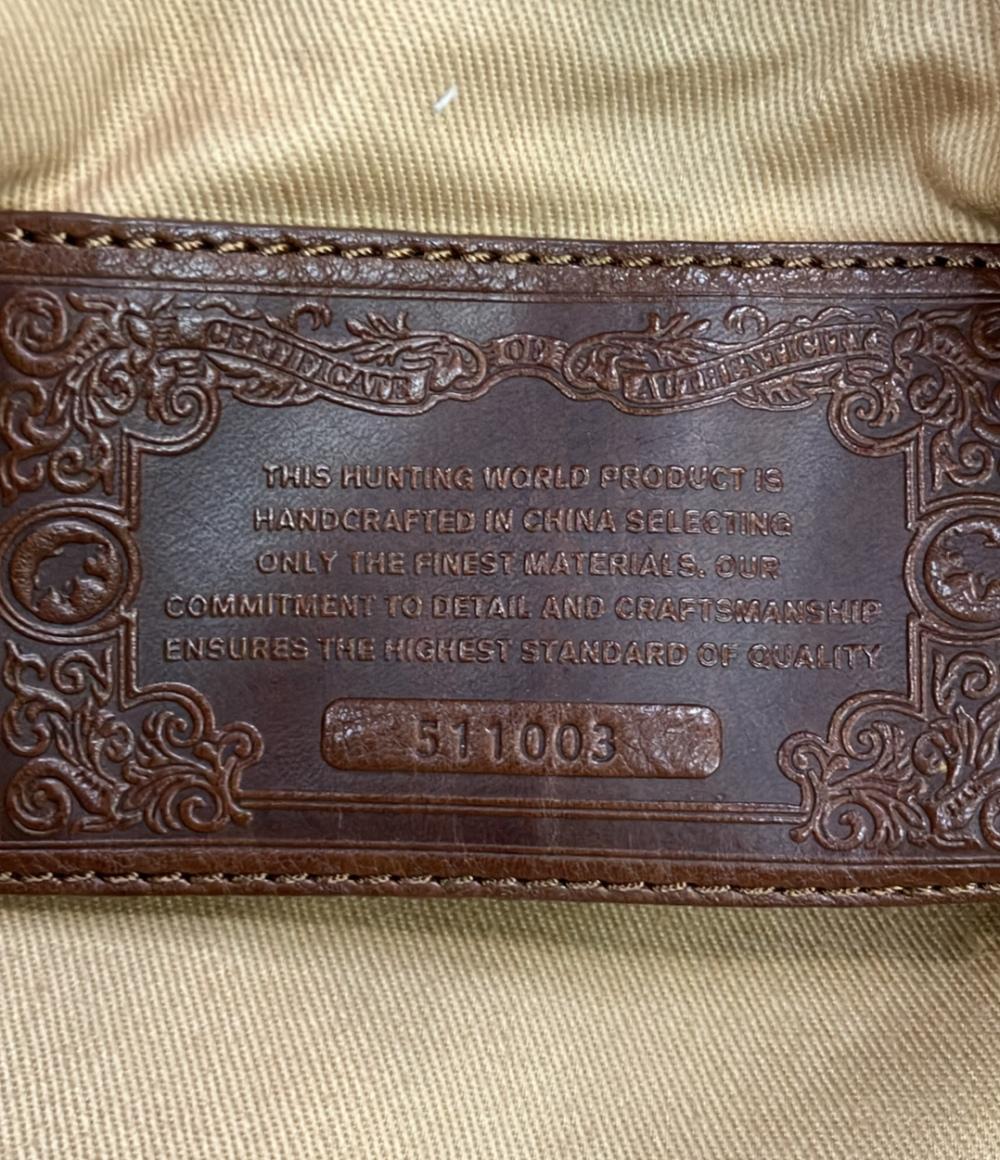 CERTIFICATE OF AUTHENTICITY
THIS HUNTING WORLD PRODUCT IS
HANDCRAFTED IN CHINA SELECTING
ONLY THE FINEST MATERIALS. OUR
COMMITMENT TO DETAIL AND CRAFTSMANSHIP
ENSURES THE HIGHEST STANDARD OF QUALITY
511003